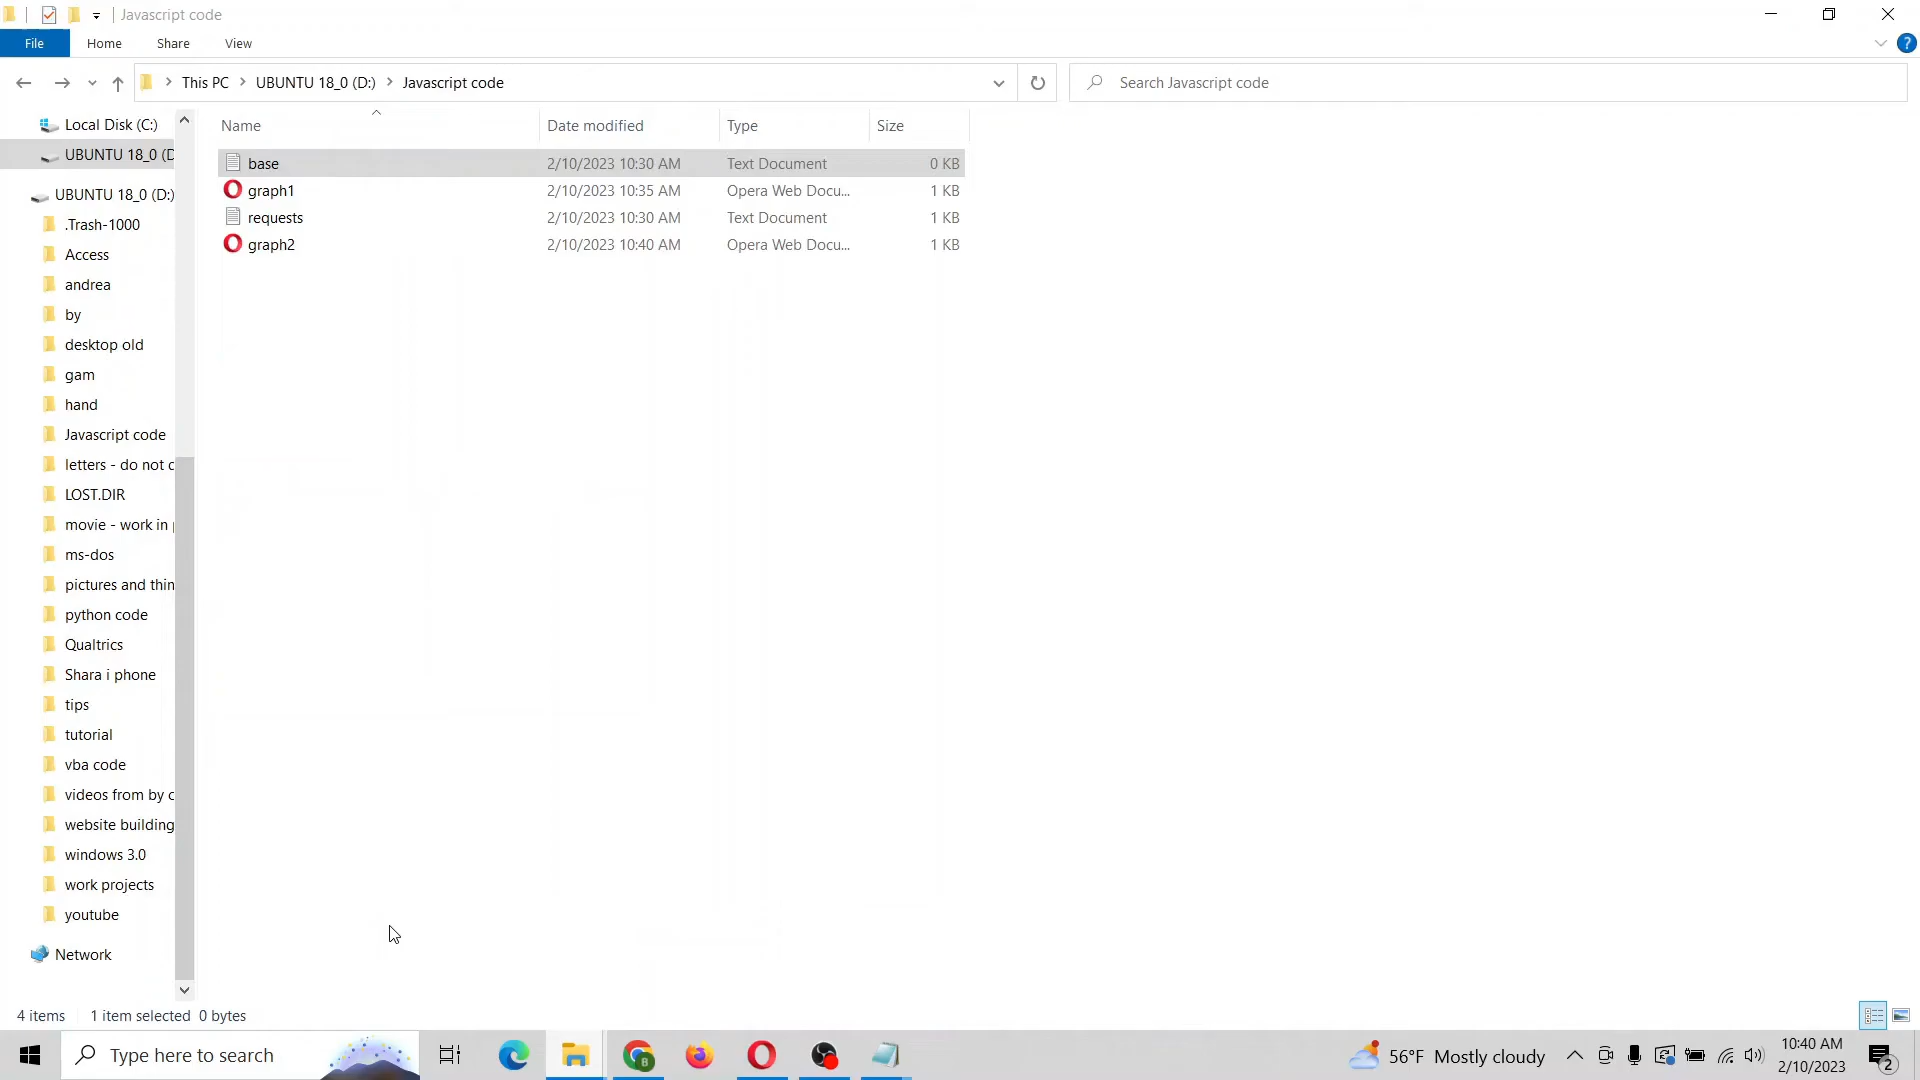 Javascript code
File Home Share View
This PC UBUNTU 18_0 (D:) Javascript code
Search Javascript code
Name Date modified Type Size
base 2/10/2023 10:30 AM Text Document 0 KB
graph1 2/10/2023 10:35 AM Opera Web Docu... 1 KB
requests 2/10/2023 10:30 AM Text Document 1 KB
graph2 2/10/2023 10:40 AM Opera Web Docu... 1 KB
Local Disk (C:)
UBUNTU 18_0 (D
UBUNTU 18_0 (D:)
.Trash-1000
Access
andrea
by
desktop old
gam
hand
Javascript code
letters - do not c
LOST.DIR
movie - work in p
ms-dos
pictures and thin
python code
Qualtrics
Shara i phone
tips
tutorial
vba code
videos from by c
website building
windows 3.0
work projects
youtube
Network
4 items 1 item selected 0 bytes
Type here to search
56°F Mostly cloudy
10:40 AM
2/10/2023
2